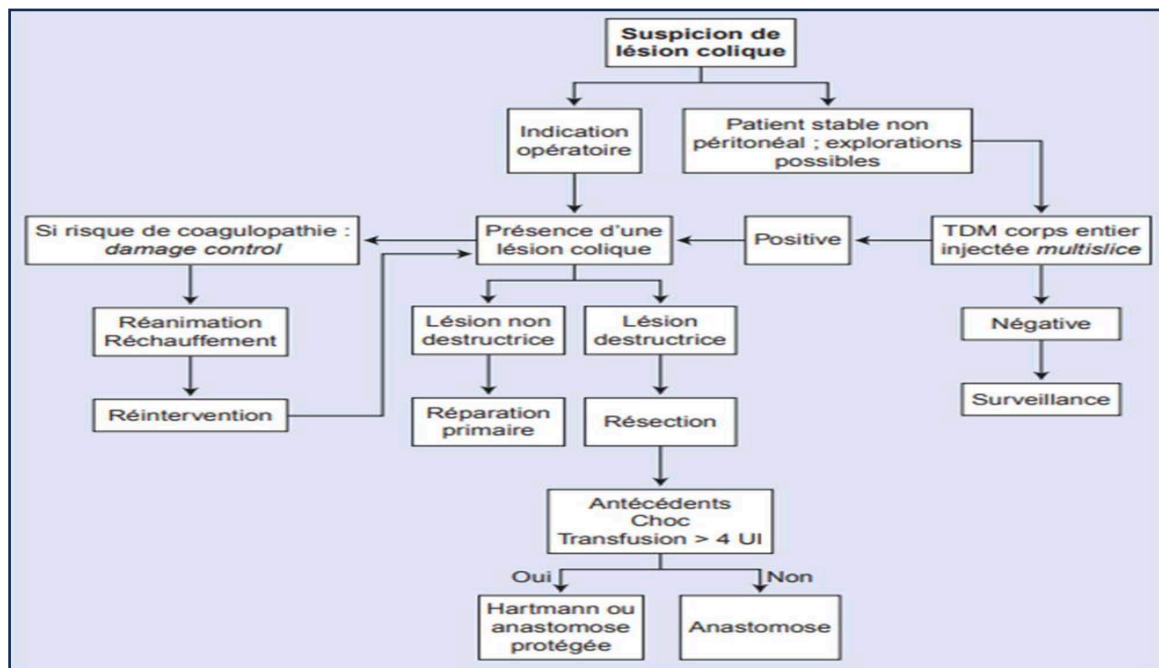 Suspicion de
lésion colique
Indication
opératoire
Patient stable non
péritonéal ; explorations
possibles
Si risque de coagulopathie :
damage control
Présence d'une
lésion colique
Positive
TDM corps entier
injectée multislice
Réanimation
Réchauffement
Lésion non
destructrice
Lésion
destructrice
Négative
Réintervention
Réparation
primaire
Résection
Surveillance
Antécédents
Choc
Transfusion > 4 UI
Oui
Non
Hartmann ou
anastomose
protégée
Anastomose